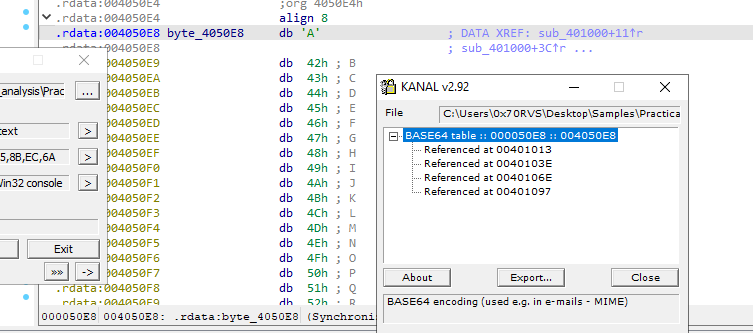 .rdata:004050E4 ;org 4050E4h
.rdata:004050E4 align 8
.rdata:004050E8 byte_4050E8 db 'A' ; DATA XREF: sub_401000+11↑r
.rdata:004050E8 ; sub_401000+3C↑r ...
004050E9 db 42h ; B
004050EA db 43h ; C
004050EB db 44h ; D
004050EC db 45h ; E
004050ED db 46h ; F
004050EE db 47h ; G
004050EF db 48h ; H
004050F0 db 49h ; I
004050F1 db 4Ah ; J
004050F2 db 4Bh ; K
004050F3 db 4Ch ; L
004050F4 db 4Dh ; M
004050F5 db 4Eh ; N
004050F6 db 4Fh ; O
004050F7 db 50h ; P
.rdata:004050F8 db 51h ; Q
.rdata:004050F9 db 52h ; R
000050E8 004050E8: .rdata:byte_4050E8 (Synchroni
_analysis\Prac ...
text >
5,8B,EC,6A >
Win32 console >
Exit
»» ->
KANAL v2.92
File C:\Users\0x70RVS\Desktop\Samples\Practica
BASE64 table :: 000050E8 :: 004050E8
Referenced at 00401013
Referenced at 0040103E
Referenced at 0040106E
Referenced at 00401097
About Export... Close
BASE64 encoding (used e.g. in e-mails - MIME)